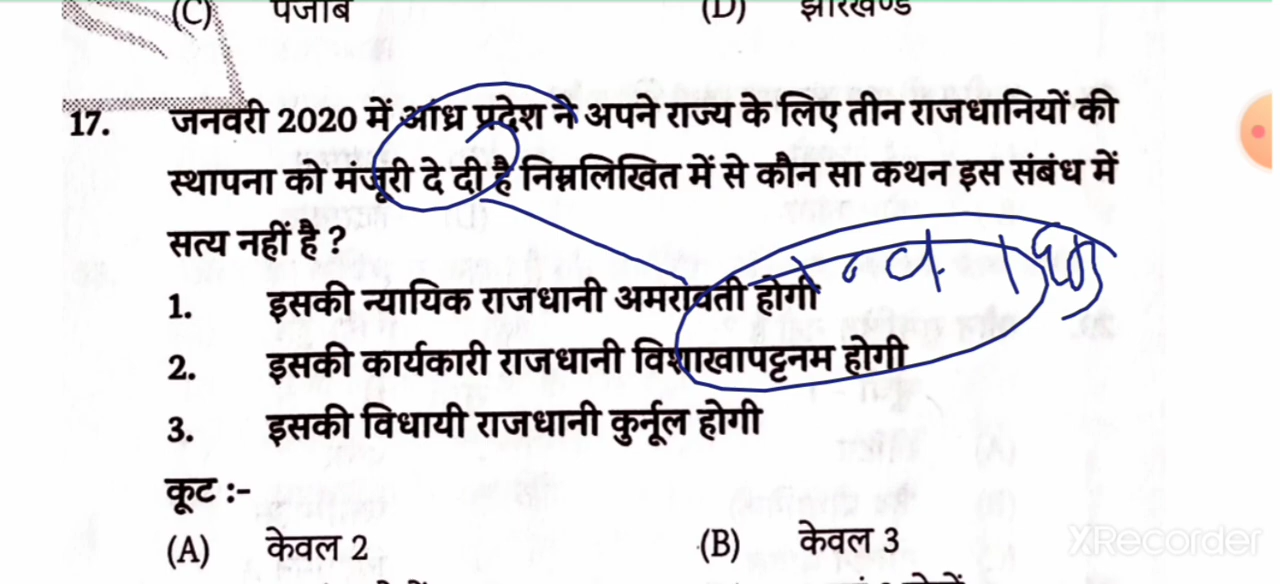 (C) पंजाब (D) झारखण्ड
17. जनवरी 2020 में आंध्र प्रदेश ने अपने राज्य के लिए तीन राजधानियों की
स्थापना को मंजूरी दे दी है निम्नलिखित में से कौन सा कथन इस संबंध में
सत्य नहीं है ?
1. इसकी न्यायिक राजधानी अमरावती होगी
2. इसकी कार्यकारी राजधानी विशाखापट्टनम होगी
3. इसकी विधायी राजधानी कुर्नूल होगी
कूट :-
(A) केवल 2 (B) केवल 3
XRecorder